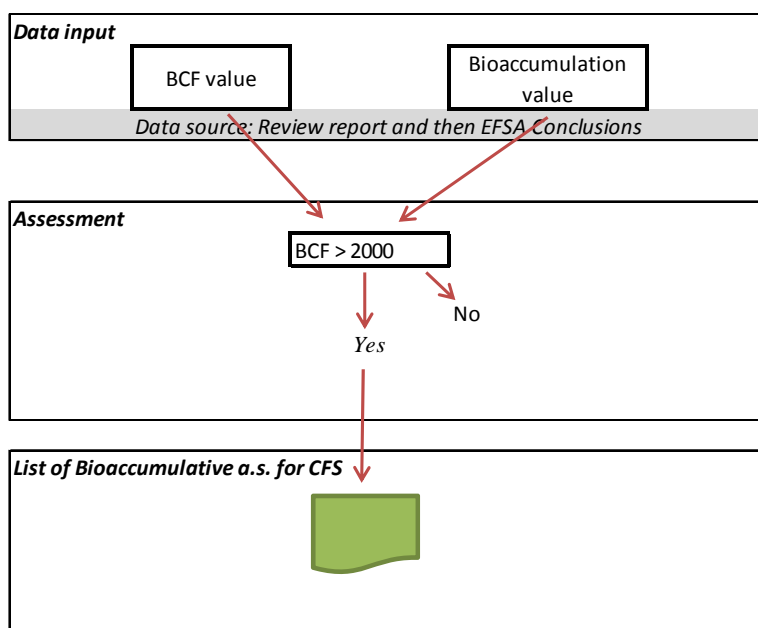 Data input
BCF value
Bioaccumulation
value
Data source: Review report and then EFSA Conclusions
Assessment
BCF > 2000
No
Yes
List of Bioaccumulative a.s. for CFS